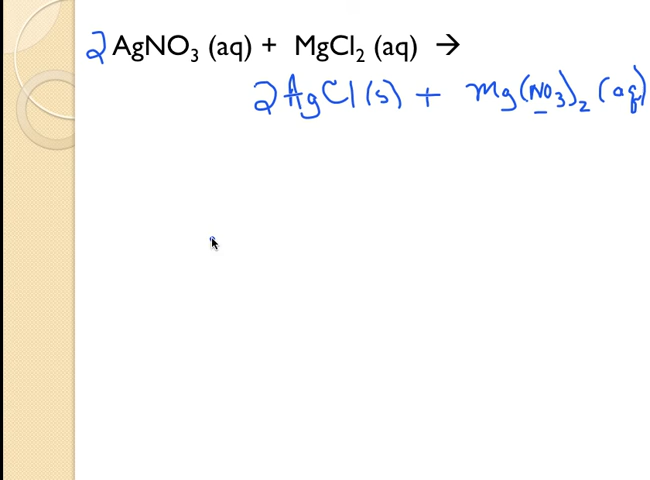 2 AgNO₃ (aq) + MgCl₂ (aq) →
2 AgCl (s) + Mg(NO₃)₂ (aq)